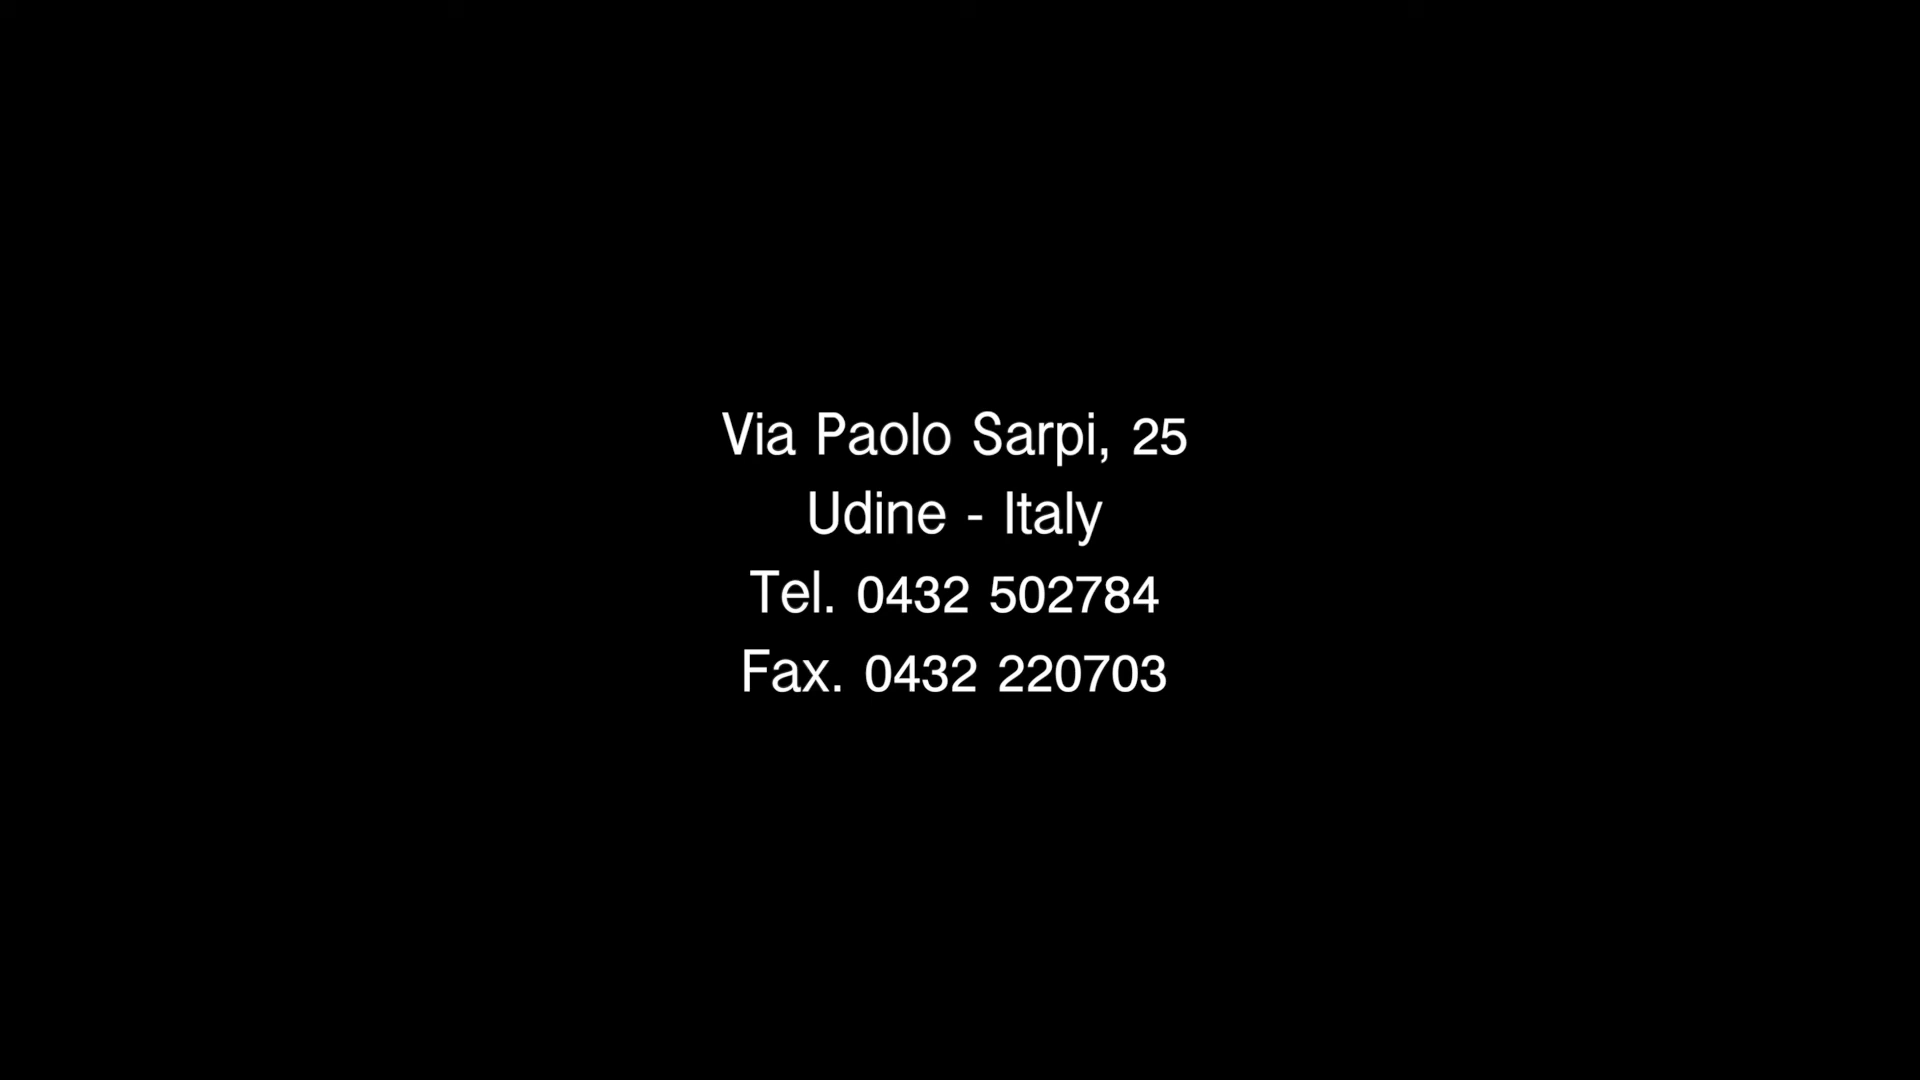 Via Paolo Sarpi, 25
Udine - Italy
Tel. 0432 502784
Fax. 0432 220703